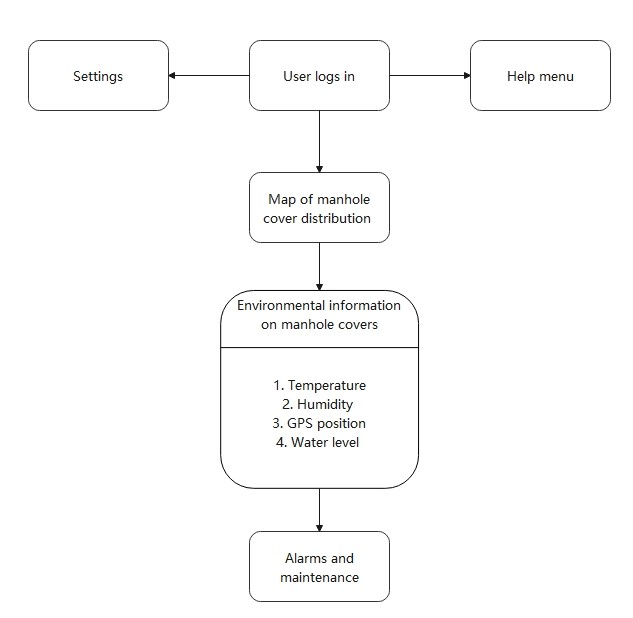 Settings
User logs in
Help menu
Map of manhole
cover distribution
Environmental information
on manhole covers
1. Temperature
2. Humidity
3. GPS position
4. Water level
Alarms and
maintenance